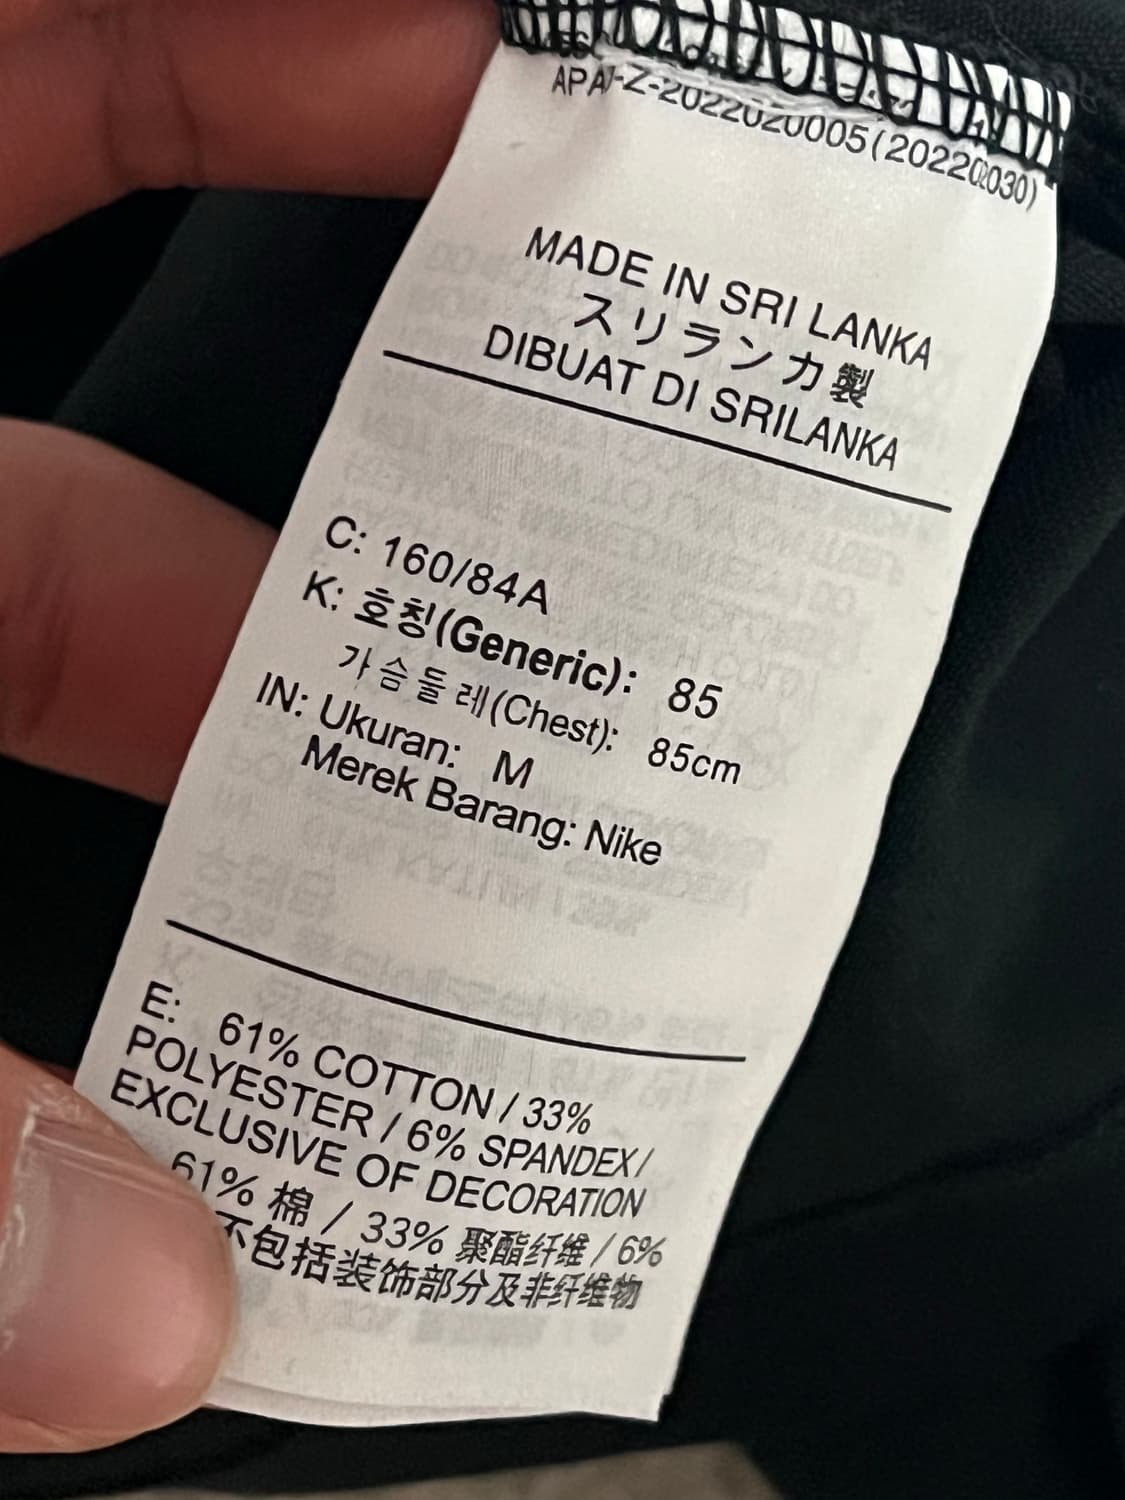 APAJ-Z-2022020005(20220030)
MADE IN SRI LANKA
スリランカ製
DIBUAT DI SRILANKA
C: 160/84A
K: 호칭(Generic): 85
가슴둘레(Chest): 85cm
IN: Ukuran: M
Merek Barang: Nike
E: 61% COTTON / 33%
POLYESTER / 6% SPANDEX/
EXCLUSIVE OF DECORATION
61% 棉 / 33% 聚酯纤维 / 6%
不包括装饰部分及非纤维物